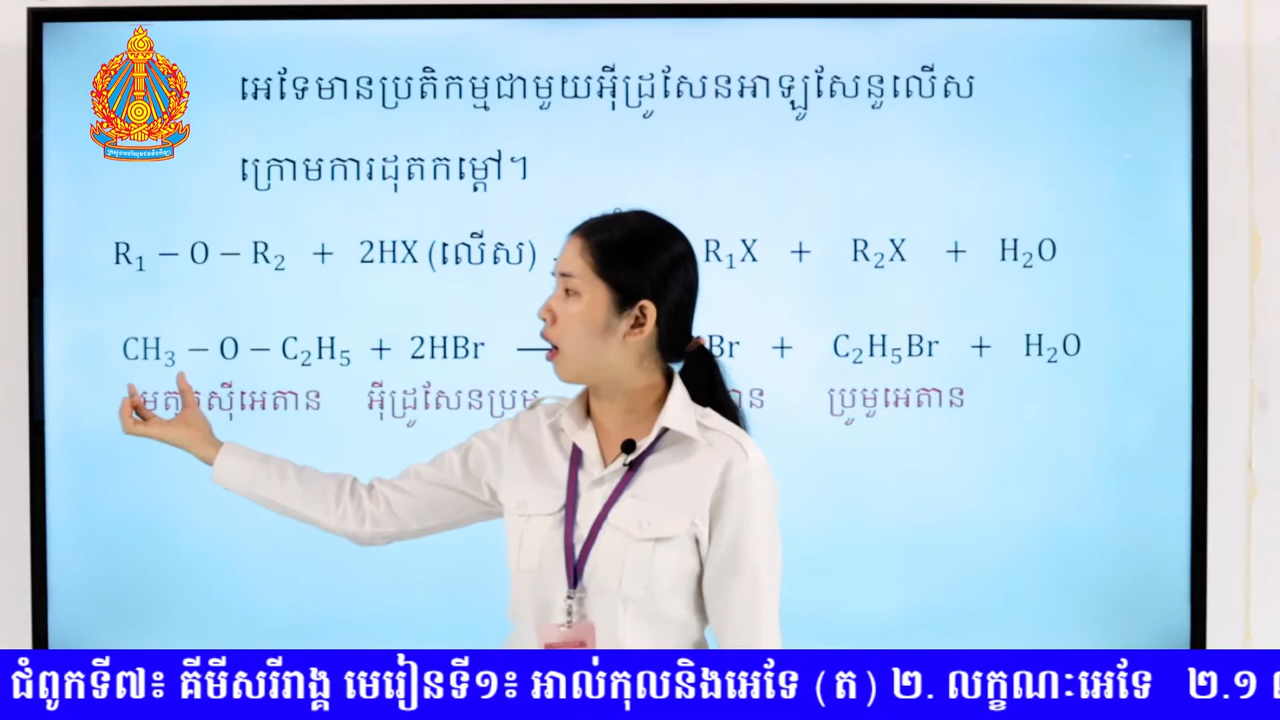 អេទែមានប្រតិកម្មជាមួយអ៊ីដ្រូសែនអាឡូសែនួលើស
ក្រោមការដុតកម្ដៅ។
R₁ – O – R₂ + 2HX (លើស) R₁X + R₂X + H₂O
CH₃ – O – C₂H₅ + 2HBr Br + C₂H₅Br + H₂O
អ៊ីដ្រូសែនប្រូមួ ប្រូមួអេតាន
ជំពូកទី៧៖ គីមីសរីរាង្គ មេរៀនទី១៖ អាល់កុលនិងអេទែ (ត) ២. លក្ខណៈអេទែ ២.១